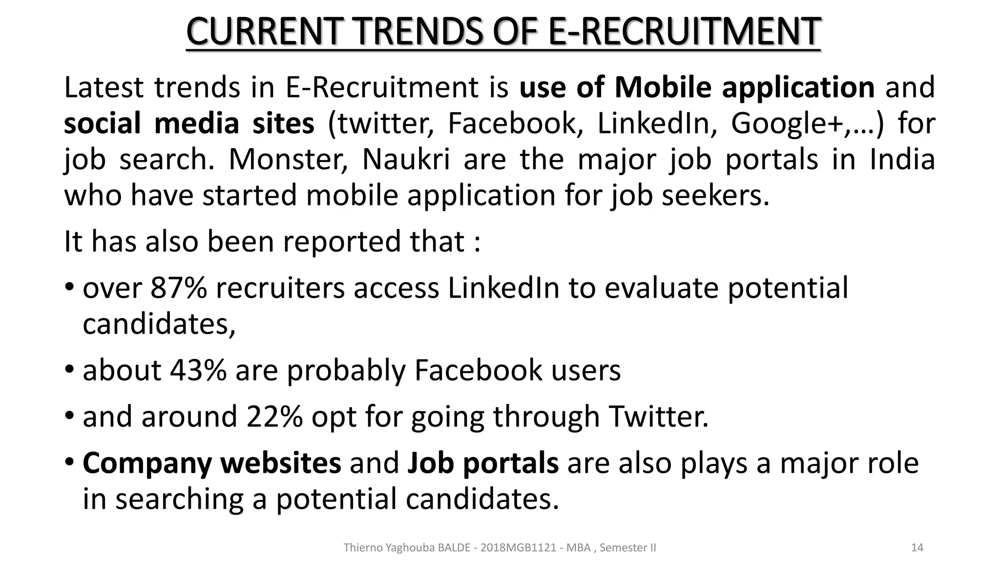 CURRENT TRENDS OF E-RECRUITMENT
Latest trends in E-Recruitment is use of Mobile application and
social media sites (twitter, Facebook, LinkedIn, Google+,…) for
job search. Monster, Naukri are the major job portals in India
who have started mobile application for job seekers.
It has also been reported that :
• over 87% recruiters access LinkedIn to evaluate potential
candidates,
• about 43% are probably Facebook users
• and around 22% opt for going through Twitter.
• Company websites and Job portals are also plays a major role
in searching a potential candidates.
Thierno Yaghouba BALDE - 2018MGB1121 - MBA , Semester II
14